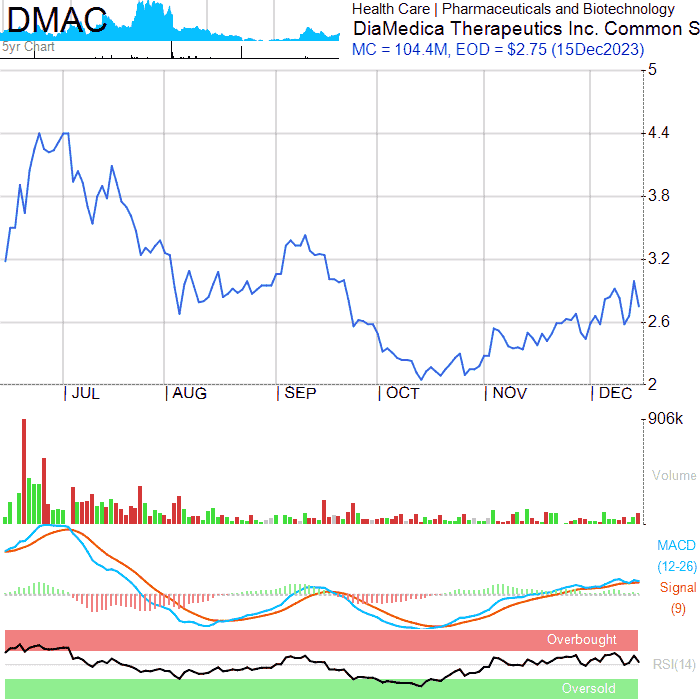 DMAC
5yr Chart
Health Care | Pharmaceuticals and Biotechnology
DiaMedica Therapeutics Inc. Common S
MC = 104.4M, EOD = $2.75 (15Dec2023)
5
4.4
3.8
3.2
2.6
2
JUL AUG SEP OCT NOV DEC
906k
Volume
MACD
(12-26)
Signal
(9)
Overbought
RSI(14)
Oversold